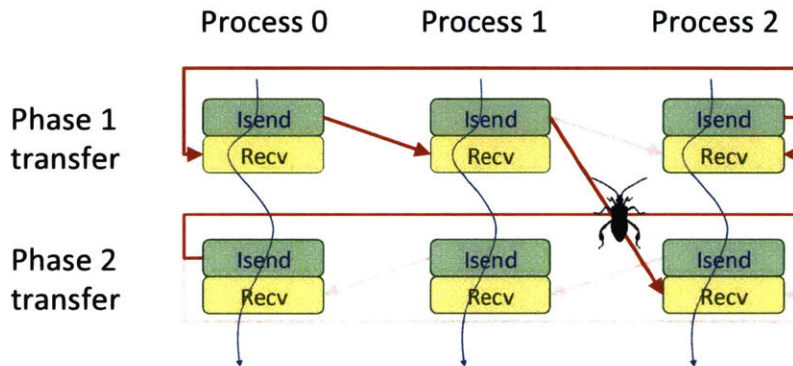 Process 0 Process 1 Process 2
Phase 1 transfer
Isend Isend Isend
Recv Recv Recv
Phase 2 transfer
Isend Isend Isend
Recv Recv Recv